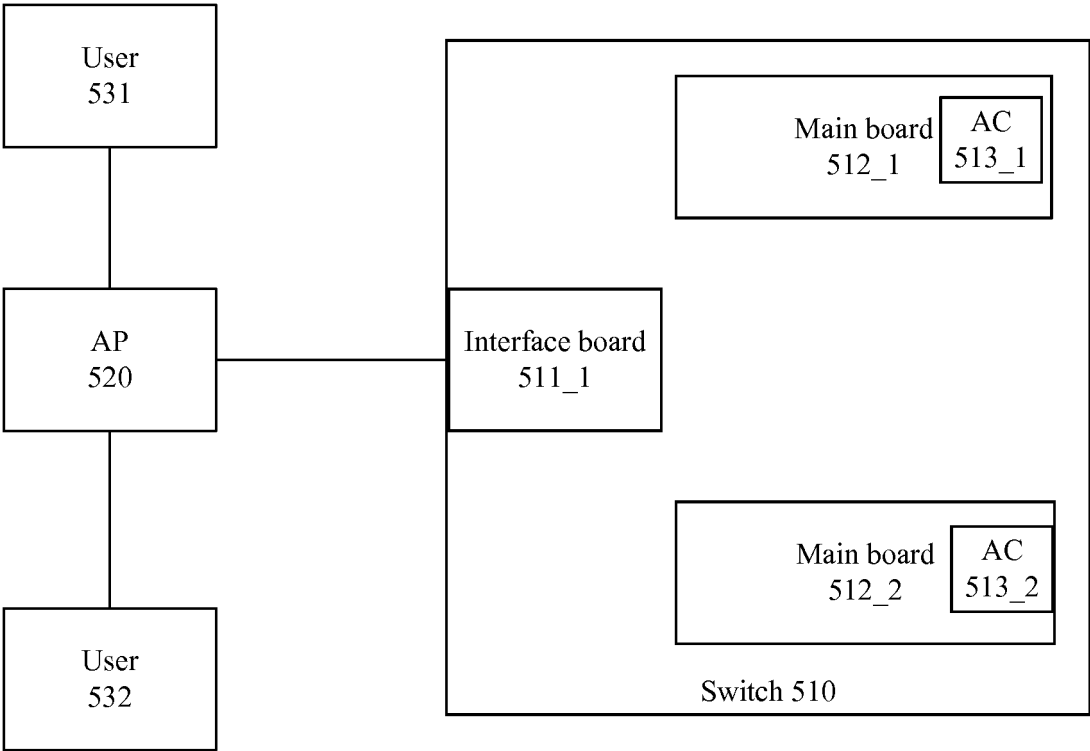 User
531
Main board
512_1
AC
513_1
AP
520
Interface board
511_1
Main board
512_2
AC
513_2
User
532
Switch 510